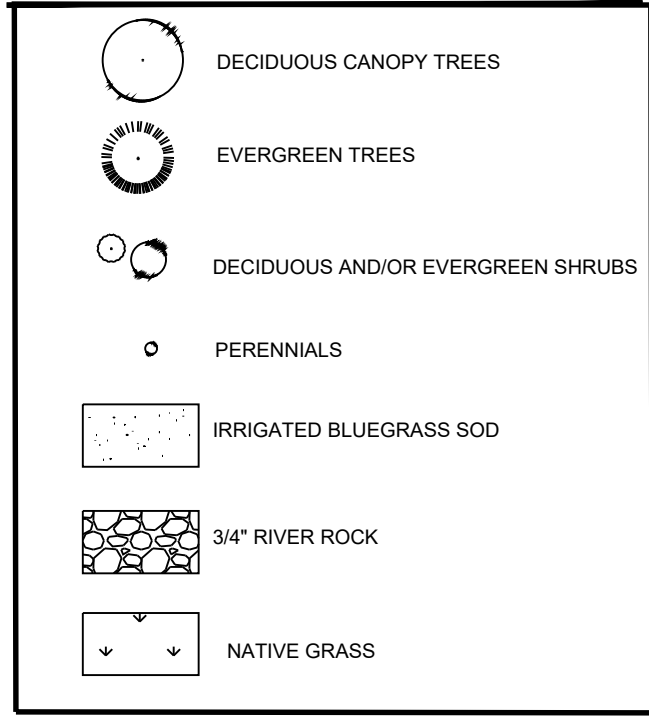 DECIDUOUS CANOPY TREES
EVERGREEN TREES
DECIDUOUS AND/OR EVERGREEN SHRUBS
PERENNIALS
IRRIGATED BLUEGRASS SOD
3/4" RIVER ROCK
NATIVE GRASS